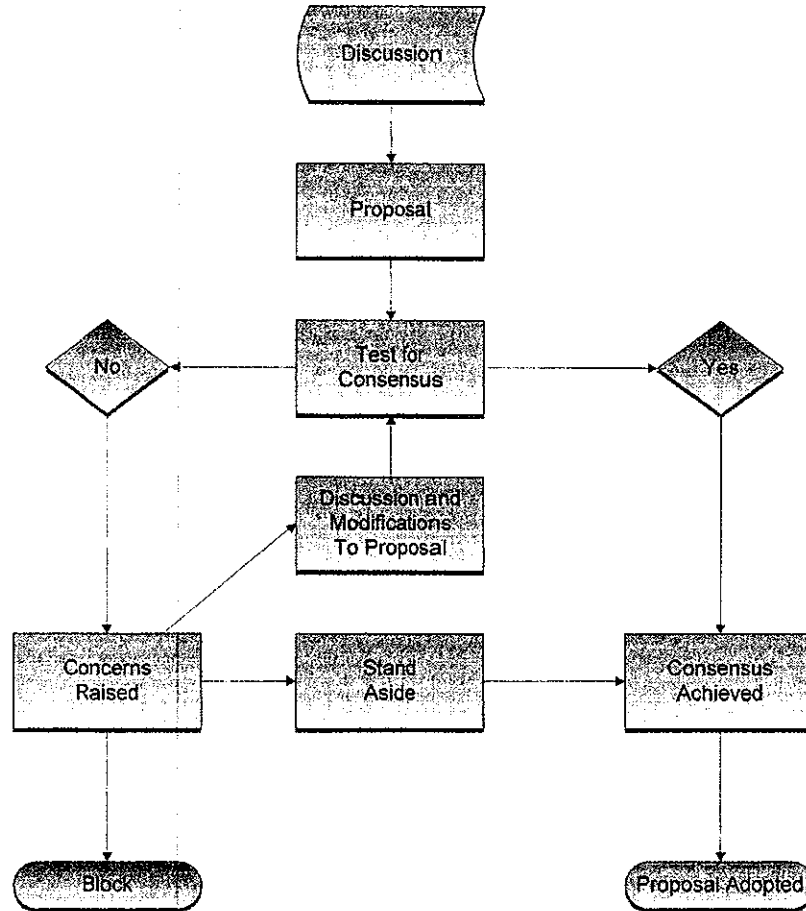 Discussion
Proposal
No
Test for
Consensus
Yes
Discussion and
Modifications
To Proposal
Concerns
Raised
Stand
Aside
Consensus
Achieved
Block
Proposal Adopted